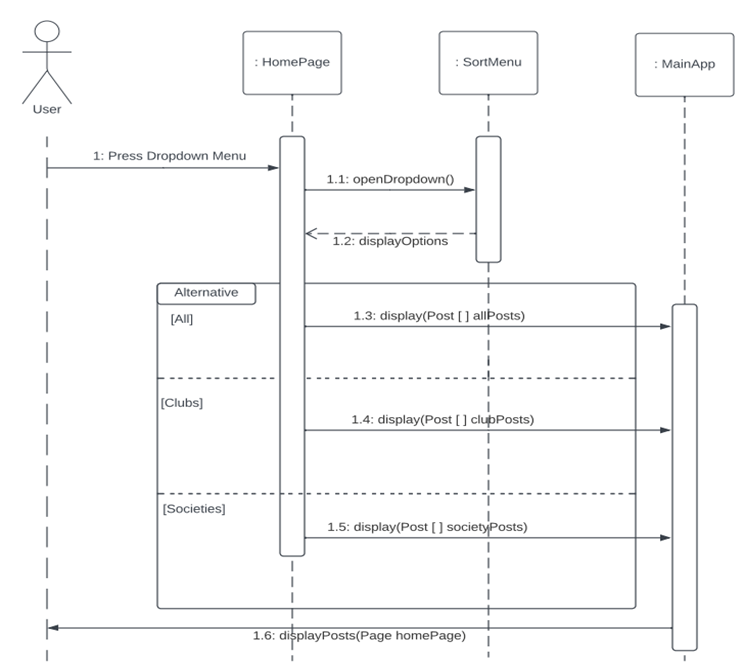 : HomePage
: SortMenu
: MainApp
User
1: Press Dropdown Menu
1.1: openDropdown()
1.2: displayOptions
Alternative
[All]
1.3: display(Post [ ] allPosts)
[Clubs]
1.4: display(Post [ ] clubPosts)
[Societies]
1.5: display(Post [ ] societyPosts)
1.6: displayPosts(Page homePage)